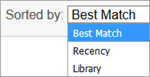 Sorted by: Best Match
Best Match
Recency
Library